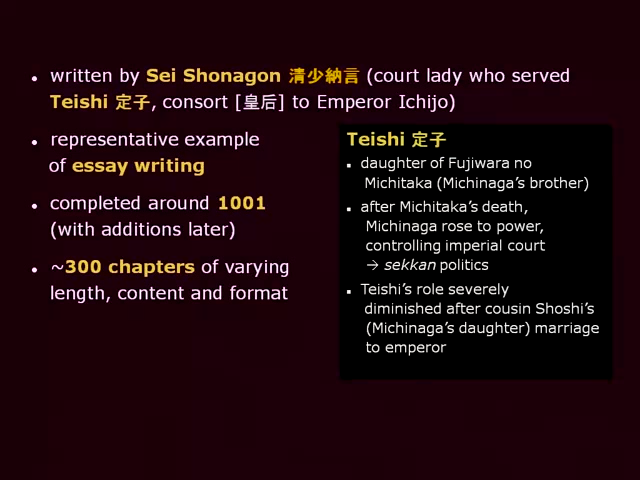 • written by Sei Shonagon 清少納言 (court lady who served
Teishi 定子, consort [皇后] to Emperor Ichijo)
• representative example
of essay writing
• completed around 1001
(with additions later)
• ~300 chapters of varying
length, content and format
Teishi 定子
▪ daughter of Fujiwara no
Michitaka (Michinaga’s brother)
▪ after Michitaka’s death,
Michinaga rose to power,
controlling imperial court
→ sekkan politics
▪ Teishi’s role severely
diminished after cousin Shoshi’s
(Michinaga’s daughter) marriage
to emperor